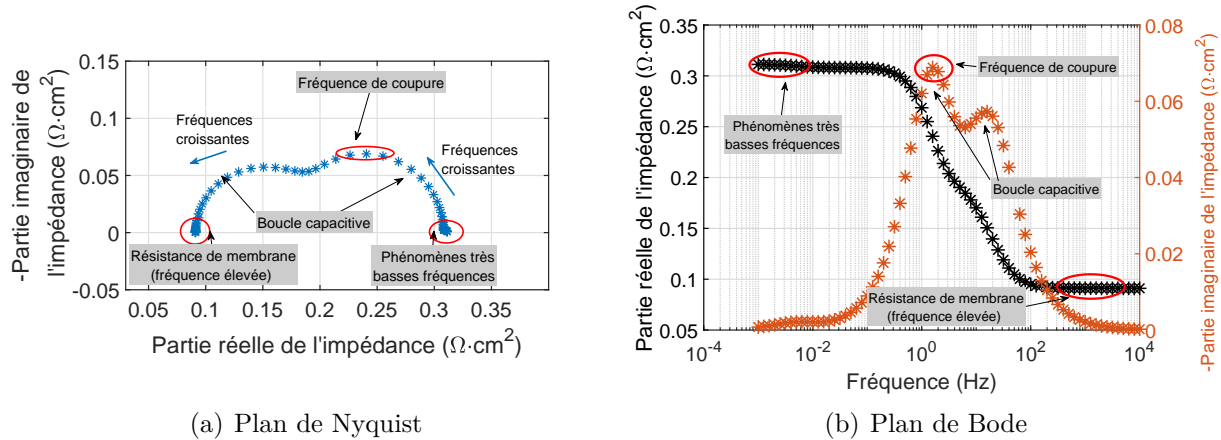 -Partie imaginaire de
l'impédance (Ω·cm²)
0.15
0.1
0.05
0
-0.05
Fréquence de coupure
Fréquences
croissantes
Fréquences
croissantes
Boucle capacitive
Résistance de membrane
(fréquence élevée)
Phénomènes très
basses fréquences
0.05
0.1
0.15
0.2
0.25
0.3
0.35
Partie réelle de l'impédance (Ω·cm²)
(a) Plan de Nyquist
Partie réelle de l'impédance (Ω·cm²)
0.35
0.3
0.25
0.2
0.15
0.1
0.05
Fréquence de coupure
Phénomènes très
basses fréquences
Boucle capacitive
Résistance de membrane
(fréquence élevée)
0.08
0.06
0.04
0.02
0
-Partie imaginaire de l'impédance (Ω·cm²)
10⁻⁴
10⁻²
10⁰
10²
10⁴
Fréquence (Hz)
(b) Plan de Bode